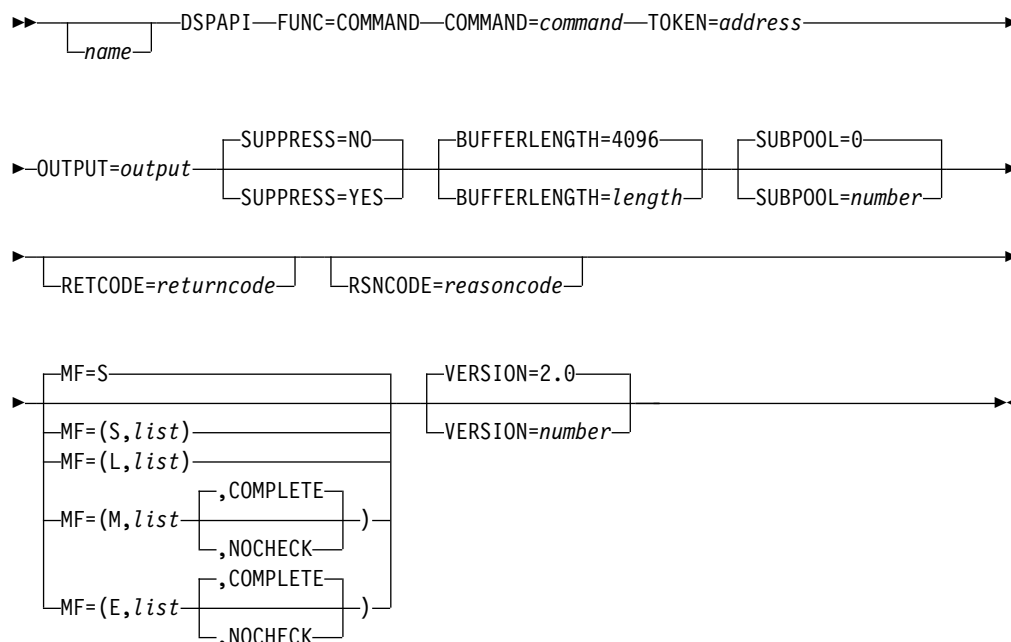 DSPAPI FUNC=COMMAND COMMAND=command TOKEN=address
name
OUTPUT=output
SUPPRESS=NO
SUPPRESS=YES
BUFFERLENGTH=4096
BUFFERLENGTH=length
SUBPOOL=0
SUBPOOL=number
RETCODE=returncode
RSNCODE=reasoncode
MF=S
MF=(S,list)
MF=(L,list)
MF=(M,list
,COMPLETE
,NOCHECK
)
MF=(E,list
,COMPLETE
,NOCHECK
)
VERSION=2.0
VERSION=number